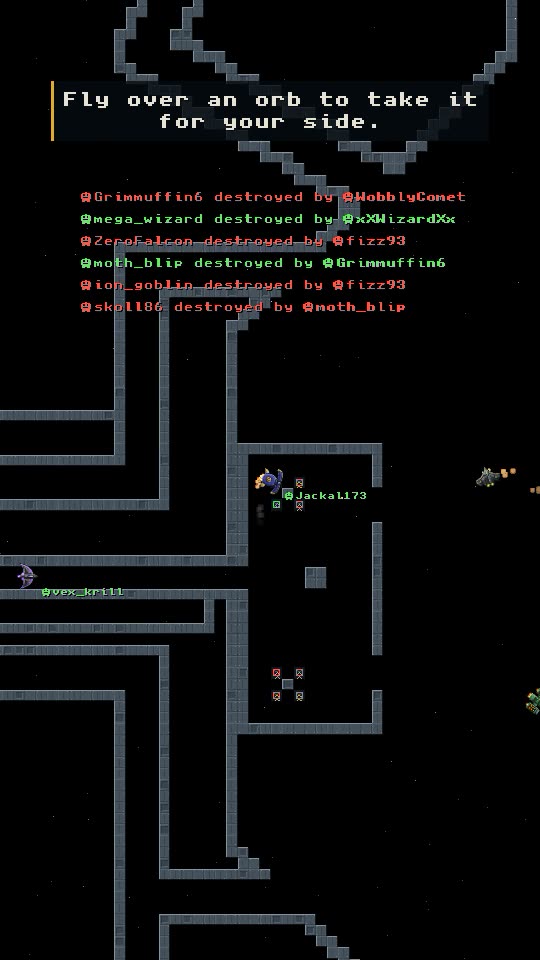 Fly over an orb to take it
for your side.
Grimmuffin6 destroyed by WobblyComet
mega_wizard destroyed by xXWizardXx
ZeroFalcon destroyed by fizz93
moth_blip destroyed by Grimmuffin6
ion_goblin destroyed by fizz93
skoll86 destroyed by moth_blip
Jackal173
vex_krill